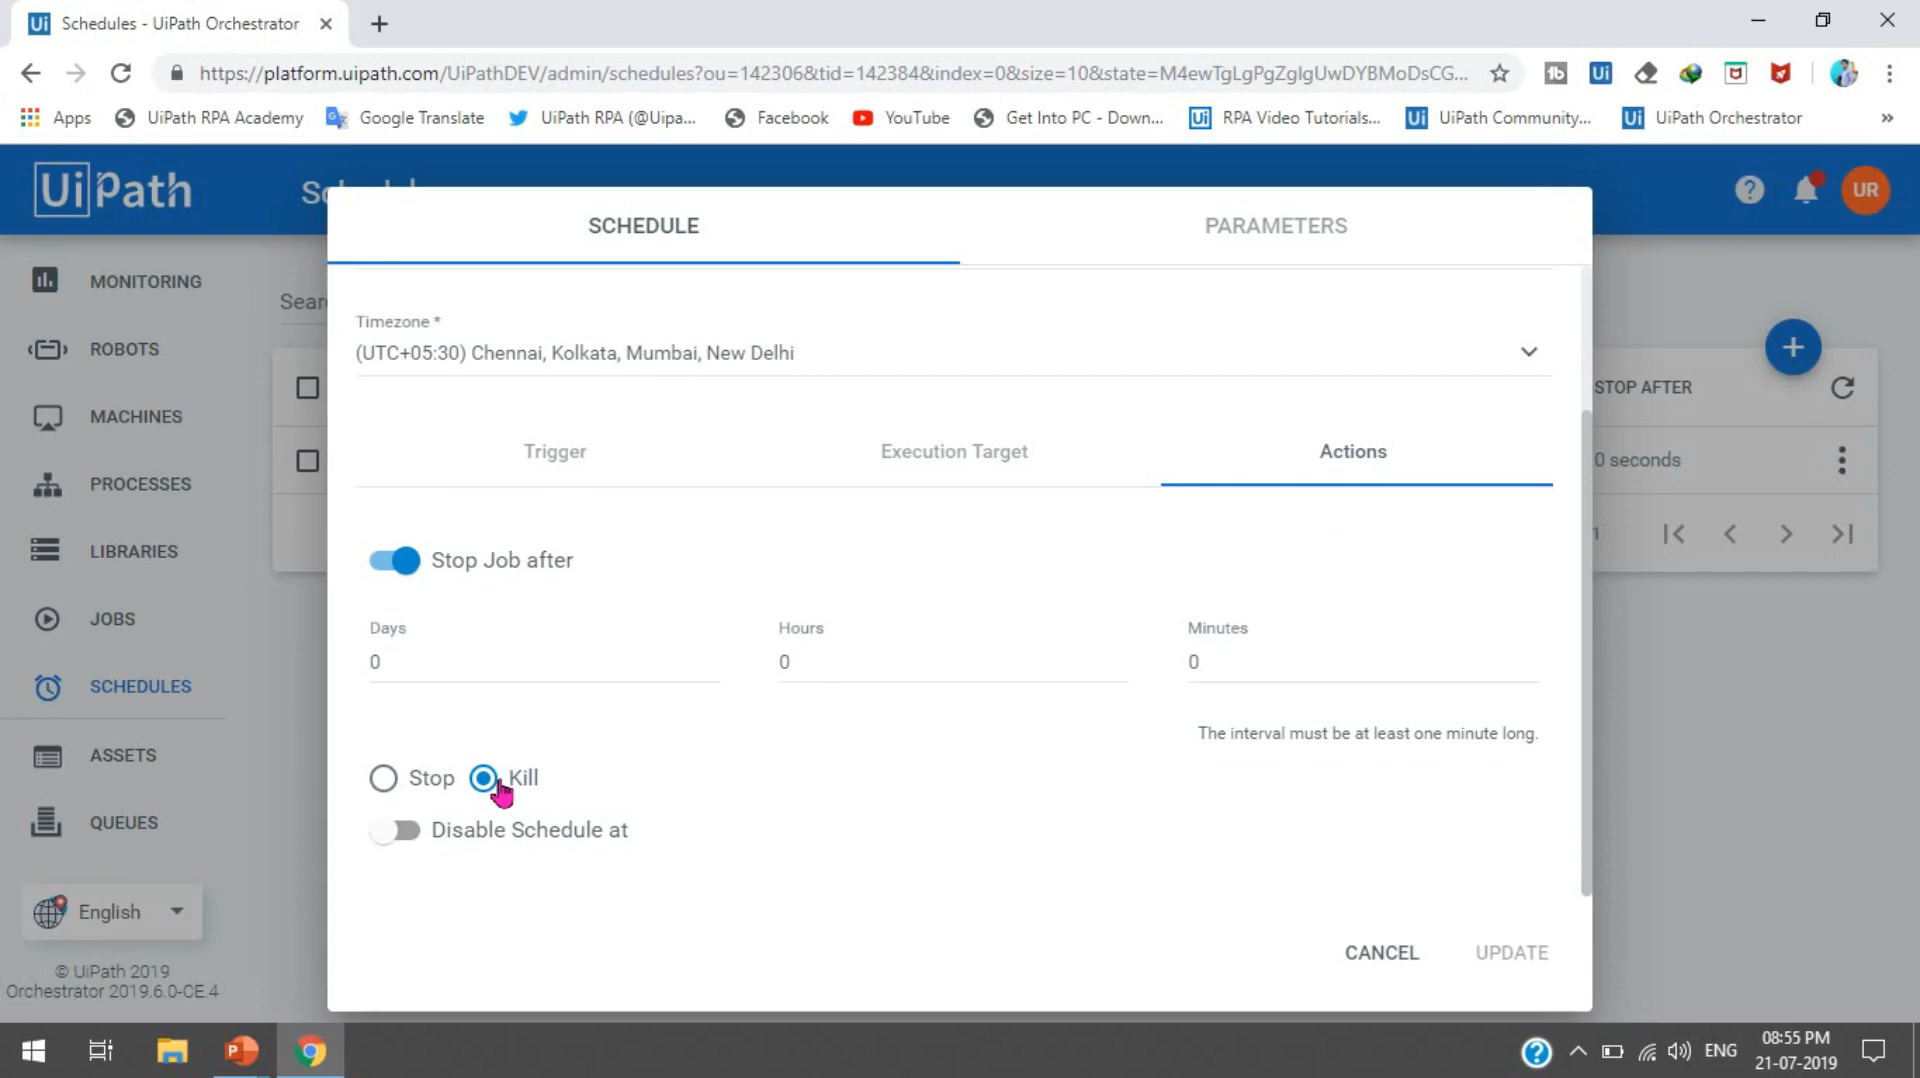 Schedules - UiPath Orchestrator
https://platform.uipath.com/UiPathDEV/admin/schedules?ou=142306&tid=142384&index=0&size=10&state=M4ewTgLgPgZglgUwDYBMoDsCG...
Apps UiPath RPA Academy Google Translate UiPath RPA (@Uipa... Facebook YouTube Get Into PC - Down... RPA Video Tutorials... UiPath Community... UiPath Orchestrator »
UiPath
UR
SCHEDULE PARAMETERS
MONITORING
Sear
Timezone *
(UTC+05:30) Chennai, Kolkata, Mumbai, New Delhi
ROBOTS
STOP AFTER
MACHINES
Trigger Execution Target Actions
0 seconds
PROCESSES
LIBRARIES
Stop Job after
JOBS
Days Hours Minutes
0 0 0
SCHEDULES
The interval must be at least one minute long.
ASSETS
Stop Kill
QUEUES
Disable Schedule at
English
CANCEL UPDATE
© UiPath 2019
Orchestrator 2019.6.0-CE.4
ENG
08:55 PM
21-07-2019